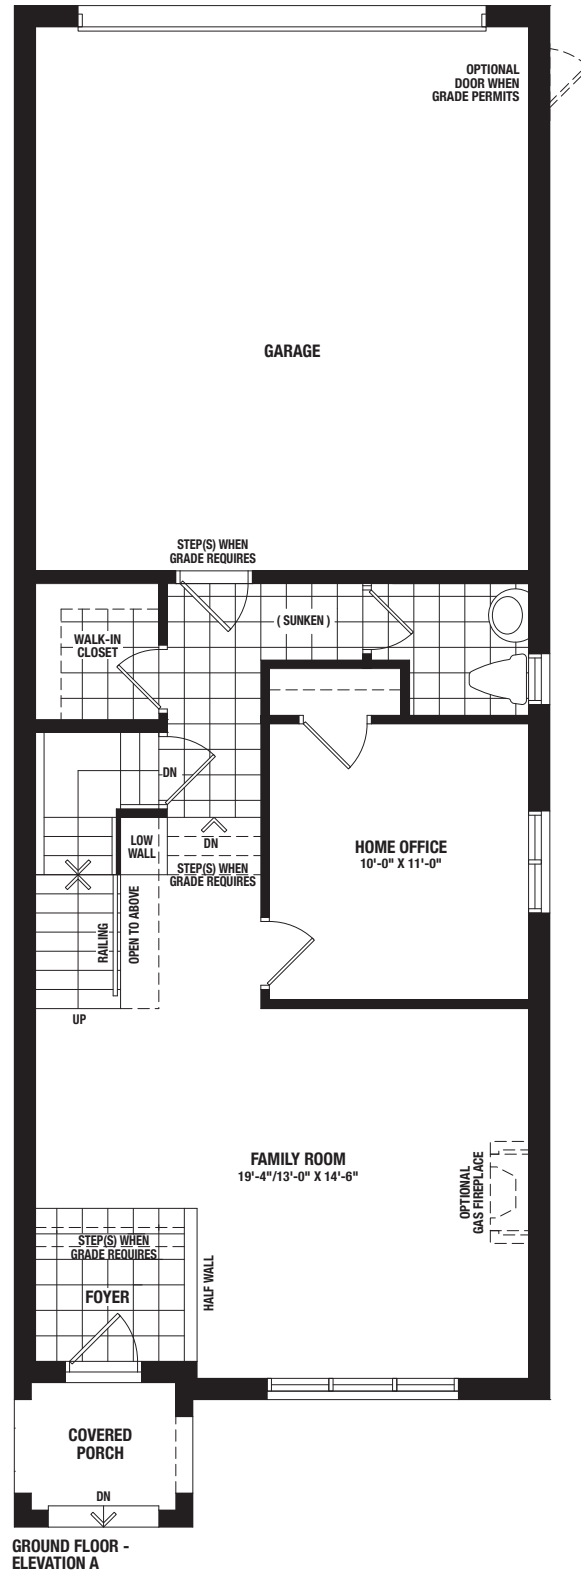 OPTIONAL
DOOR WHEN
GRADE PERMITS
GARAGE
STEP(S) WHEN
GRADE REQUIRES
( SUNKEN )
WALK-IN
CLOSET
DN
LOW
WALL
DN
STEP(S) WHEN
GRADE REQUIRES
HOME OFFICE
10'-0" X 11'-0"
RAILING
OPEN TO ABOVE
UP
FAMILY ROOM
19'-4"/13'-0" X 14'-6"
OPTIONAL
GAS FIREPLACE
STEP(S) WHEN
GRADE REQUIRES
HALF WALL
FOYER
COVERED
PORCH
DN
GROUND FLOOR -
ELEVATION A